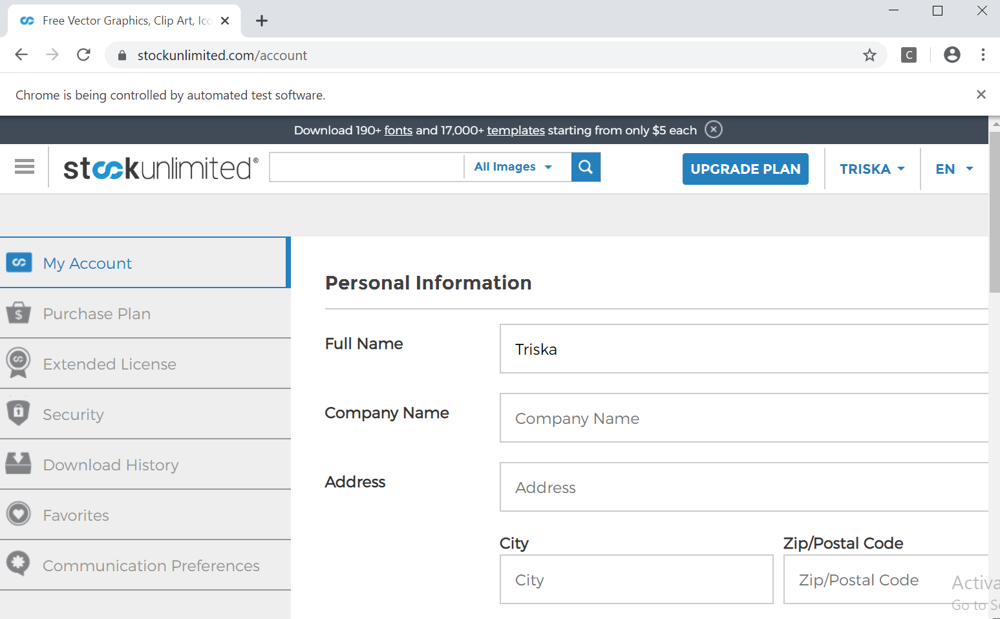 Free Vector Graphics, Clip Art, Ico
stockunlimited.com/account
C
Chrome is being controlled by automated test software.
Download 190+ fonts and 17,000+ templates starting from only $5 each
stockunlimited®
All Images
UPGRADE PLAN
TRISKA
EN
My Account
Purchase Plan
Extended License
Security
Download History
Favorites
Communication Preferences
Personal Information
Full Name
Triska
Company Name
Company Name
Address
Address
City
Zip/Postal Code
City
Zip/Postal Code
Activa
Go to S